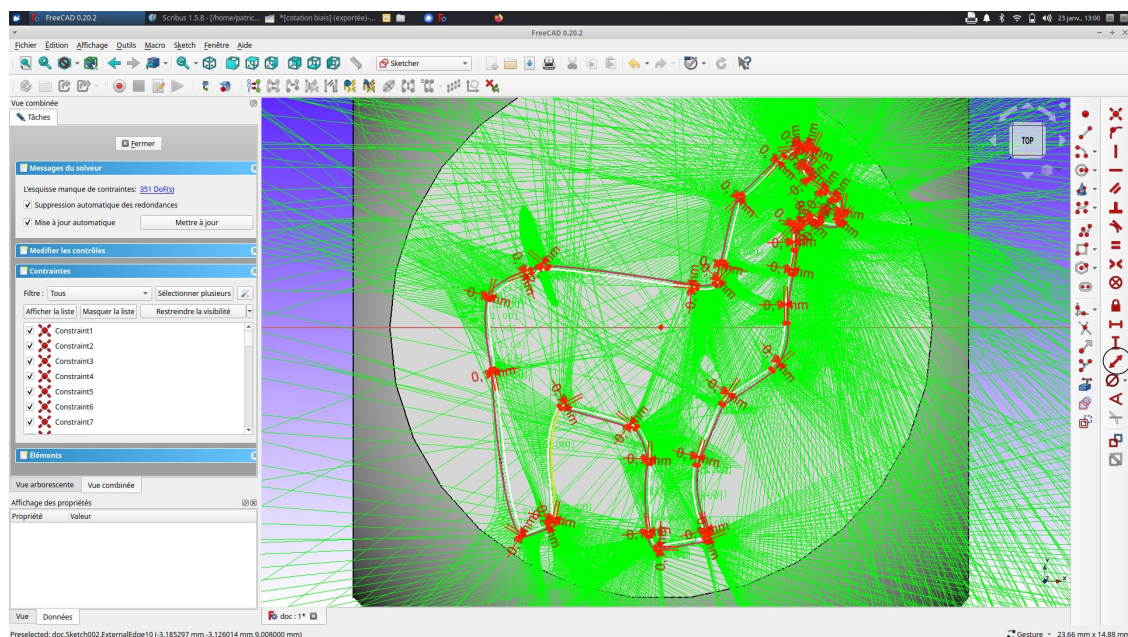 FreeCAD 0.20.2
Scribus 1.5.8 - [/home/patric...
*[cotation biais] (exportée)-...
Fo
23 janv., 13:00
FreeCAD 0.20.2
Fichier Édition Affichage Outils Macro Sketch Fenêtre Aide
Sketcher
Vue combinée
Tâches
Fermer
Messages du solveur
L'esquisse manque de contraintes: 351 DoF(s)
Suppression automatique des redondances
Mise à jour automatique
Mettre à jour
Modifier les contrôles
Contraintes
Filtre : Tous
Sélectionner plusieurs
Afficher la liste
Masquer la liste
Restreindre la visibilité
Constraint1
Constraint2
Constraint3
Constraint4
Constraint5
Constraint6
Constraint7
Éléments
Vue arborescente
Vue combinée
Affichage des propriétés
Propriété
Valeur
Vue
Données
TOP
doc : 1*
Preselected: doc.Sketch002.ExternalEdge10 (-3.185297 mm,-3.126014 mm,9.008000 mm)
Gesture
23.66 mm x 14.88 mm